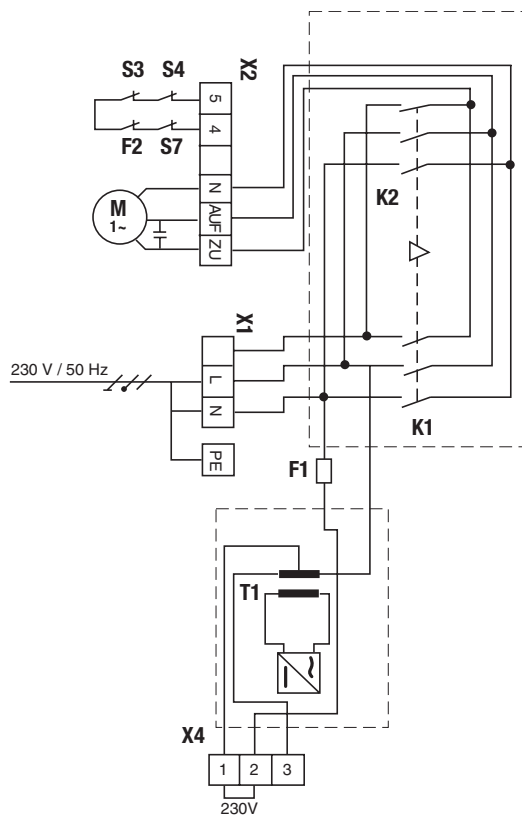 S3 S4
X2
5
4
F2 S7
N
AUF
ZU
M
1~
K2
X1
230 V / 50 Hz
L
N
PE
K1
F1
T1
X4
1 2 3
230V